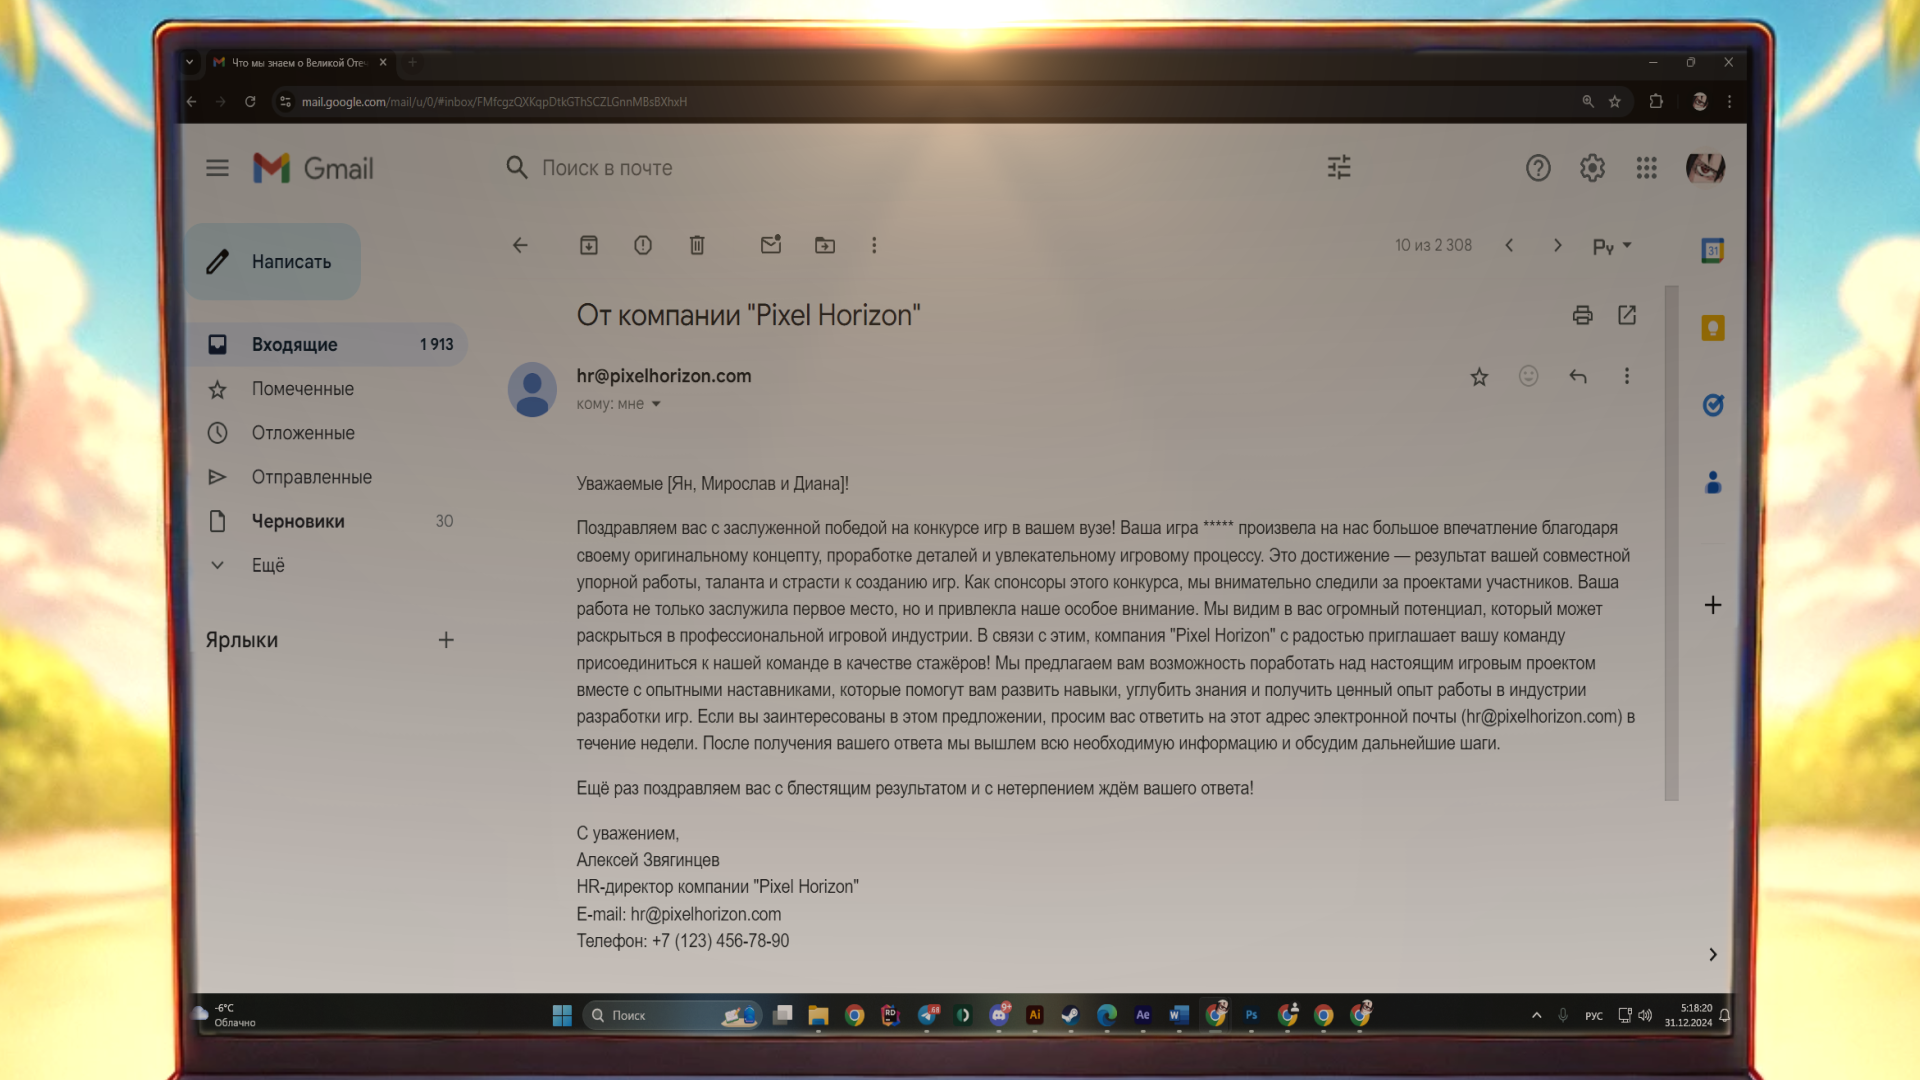 Что мы знаем о Великой Оте
mail.google.com/mail/u/0/#inbox/FMfcgzQXKqpDtkGThSCZLGnnMBsBXhxH
Gmail
Поиск в почте
Написать
10 из 2 308
Ру
31
От компании "Pixel Horizon"
Входящие 1 913
hr@pixelhorizon.com
кому: мне
Помеченные
Отложенные
Отправленные
Черновики 30
Ещё
Ярлыки
Уважаемые [Ян, Мирослав и Диана]!
Поздравляем вас с заслуженной победой на конкурсе игр в вашем вузе! Ваша игра ***** произвела на нас большое впечатление благодаря
своему оригинальному концепту, проработке деталей и увлекательному игровому процессу. Это достижение — результат вашей совместной
упорной работы, таланта и страсти к созданию игр. Как спонсоры этого конкурса, мы внимательно следили за проектами участников. Ваша
работа не только заслужила первое место, но и привлекла наше особое внимание. Мы видим в вас огромный потенциал, который может
раскрыться в профессиональной игровой индустрии. В связи с этим, компания "Pixel Horizon" с радостью приглашает вашу команду
присоединиться к нашей команде в качестве стажёров! Мы предлагаем вам возможность поработать над настоящим игровым проектом
вместе с опытными наставниками, которые помогут вам развить навыки, углубить знания и получить ценный опыт работы в индустрии
разработки игр. Если вы заинтересованы в этом предложении, просим вас ответить на этот адрес электронной почты (hr@pixelhorizon.com) в
течение недели. После получения вашего ответа мы вышлем всю необходимую информацию и обсудим дальнейшие шаги.
Ещё раз поздравляем вас с блестящим результатом и с нетерпением ждём вашего ответа!
С уважением,
Алексей Звягинцев
HR-директор компании "Pixel Horizon"
E-mail: hr@pixelhorizon.com
Телефон: +7 (123) 456-78-90
-6°C
Облачно
Поиск
RD
68
9+
Ai
Ae
W
Ps
РУС
5:18:20
31.12.2024